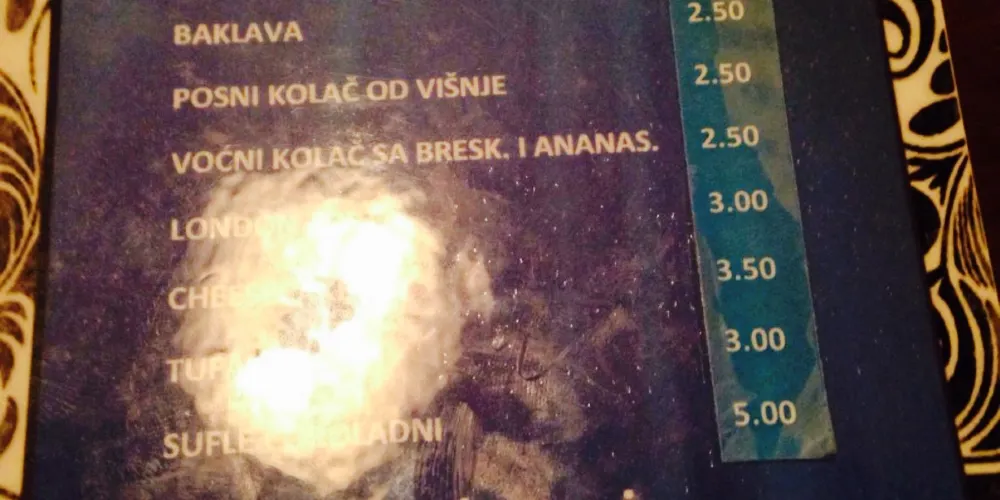 BAKLAVA 2.50
POSNI KOLAČ OD VIŠNJE 2.50
VOĆNI KOLAČ SA BRESK. I ANANAS. 2.50
3.00
3.50
3.00
SUFLE 5.00